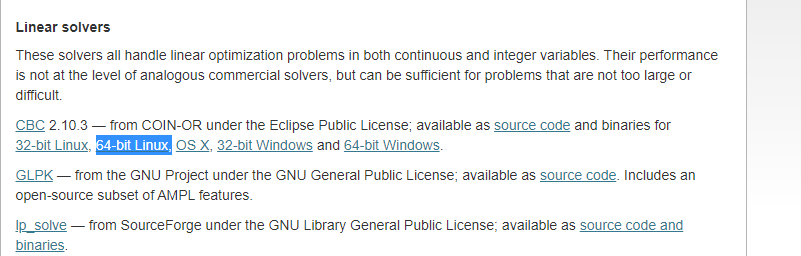 Linear solvers
These solvers all handle linear optimization problems in both continuous and integer variables. Their performance
is not at the level of analogous commercial solvers, but can be sufficient for problems that are not too large or
difficult.
CBC 2.10.3 — from COIN-OR under the Eclipse Public License; available as source code and binaries for
32-bit Linux, 64-bit Linux, OS X, 32-bit Windows and 64-bit Windows.
GLPK — from the GNU Project under the GNU General Public License; available as source code. Includes an
open-source subset of AMPL features.
lp_solve — from SourceForge under the GNU Library General Public License; available as source code and
binaries.